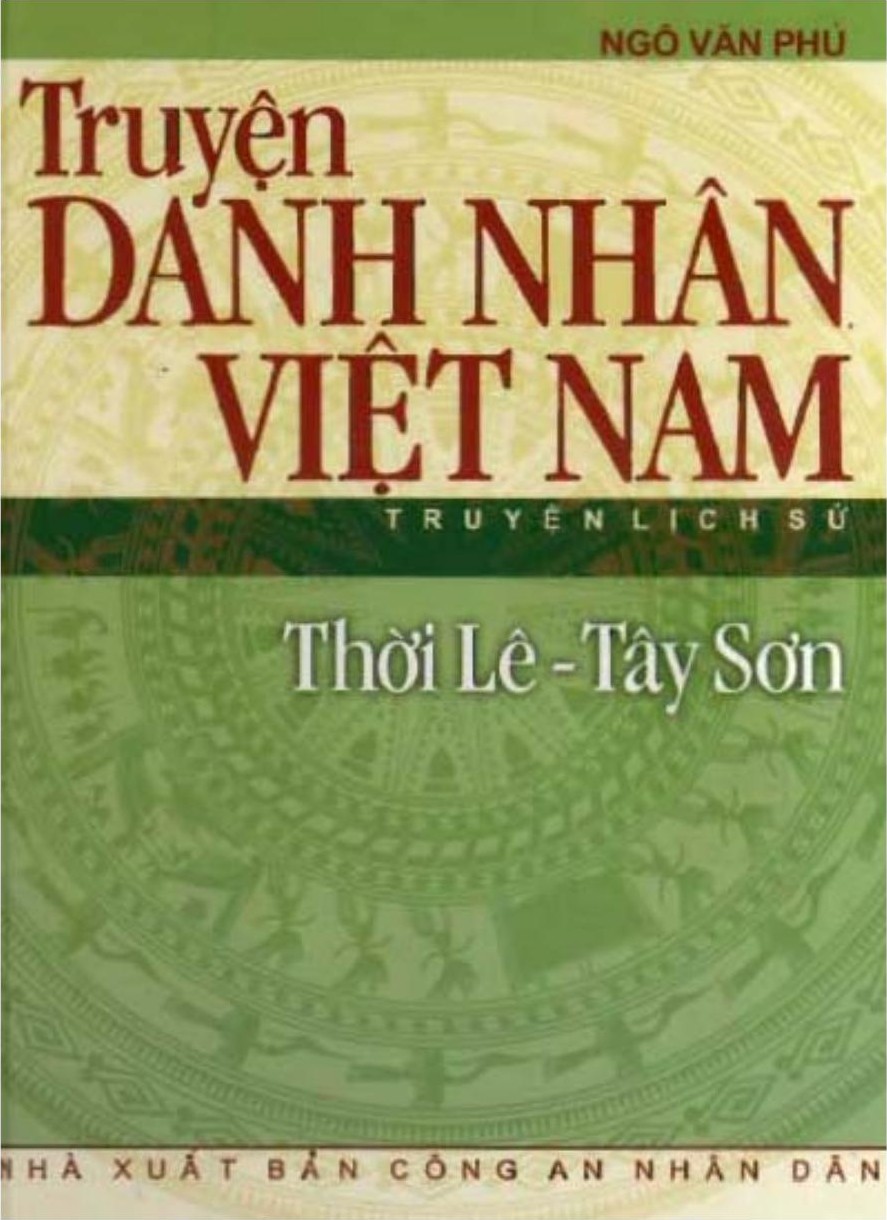 NGÔ VĂN PHÚ
Truyện
DANH NHÂN
VIỆT NAM
TRUYỆN LỊCH SỬ
Thời Lê - Tây Sơn
NHÀ XUẤT BẢN CÔNG AN NHÂN DÂN